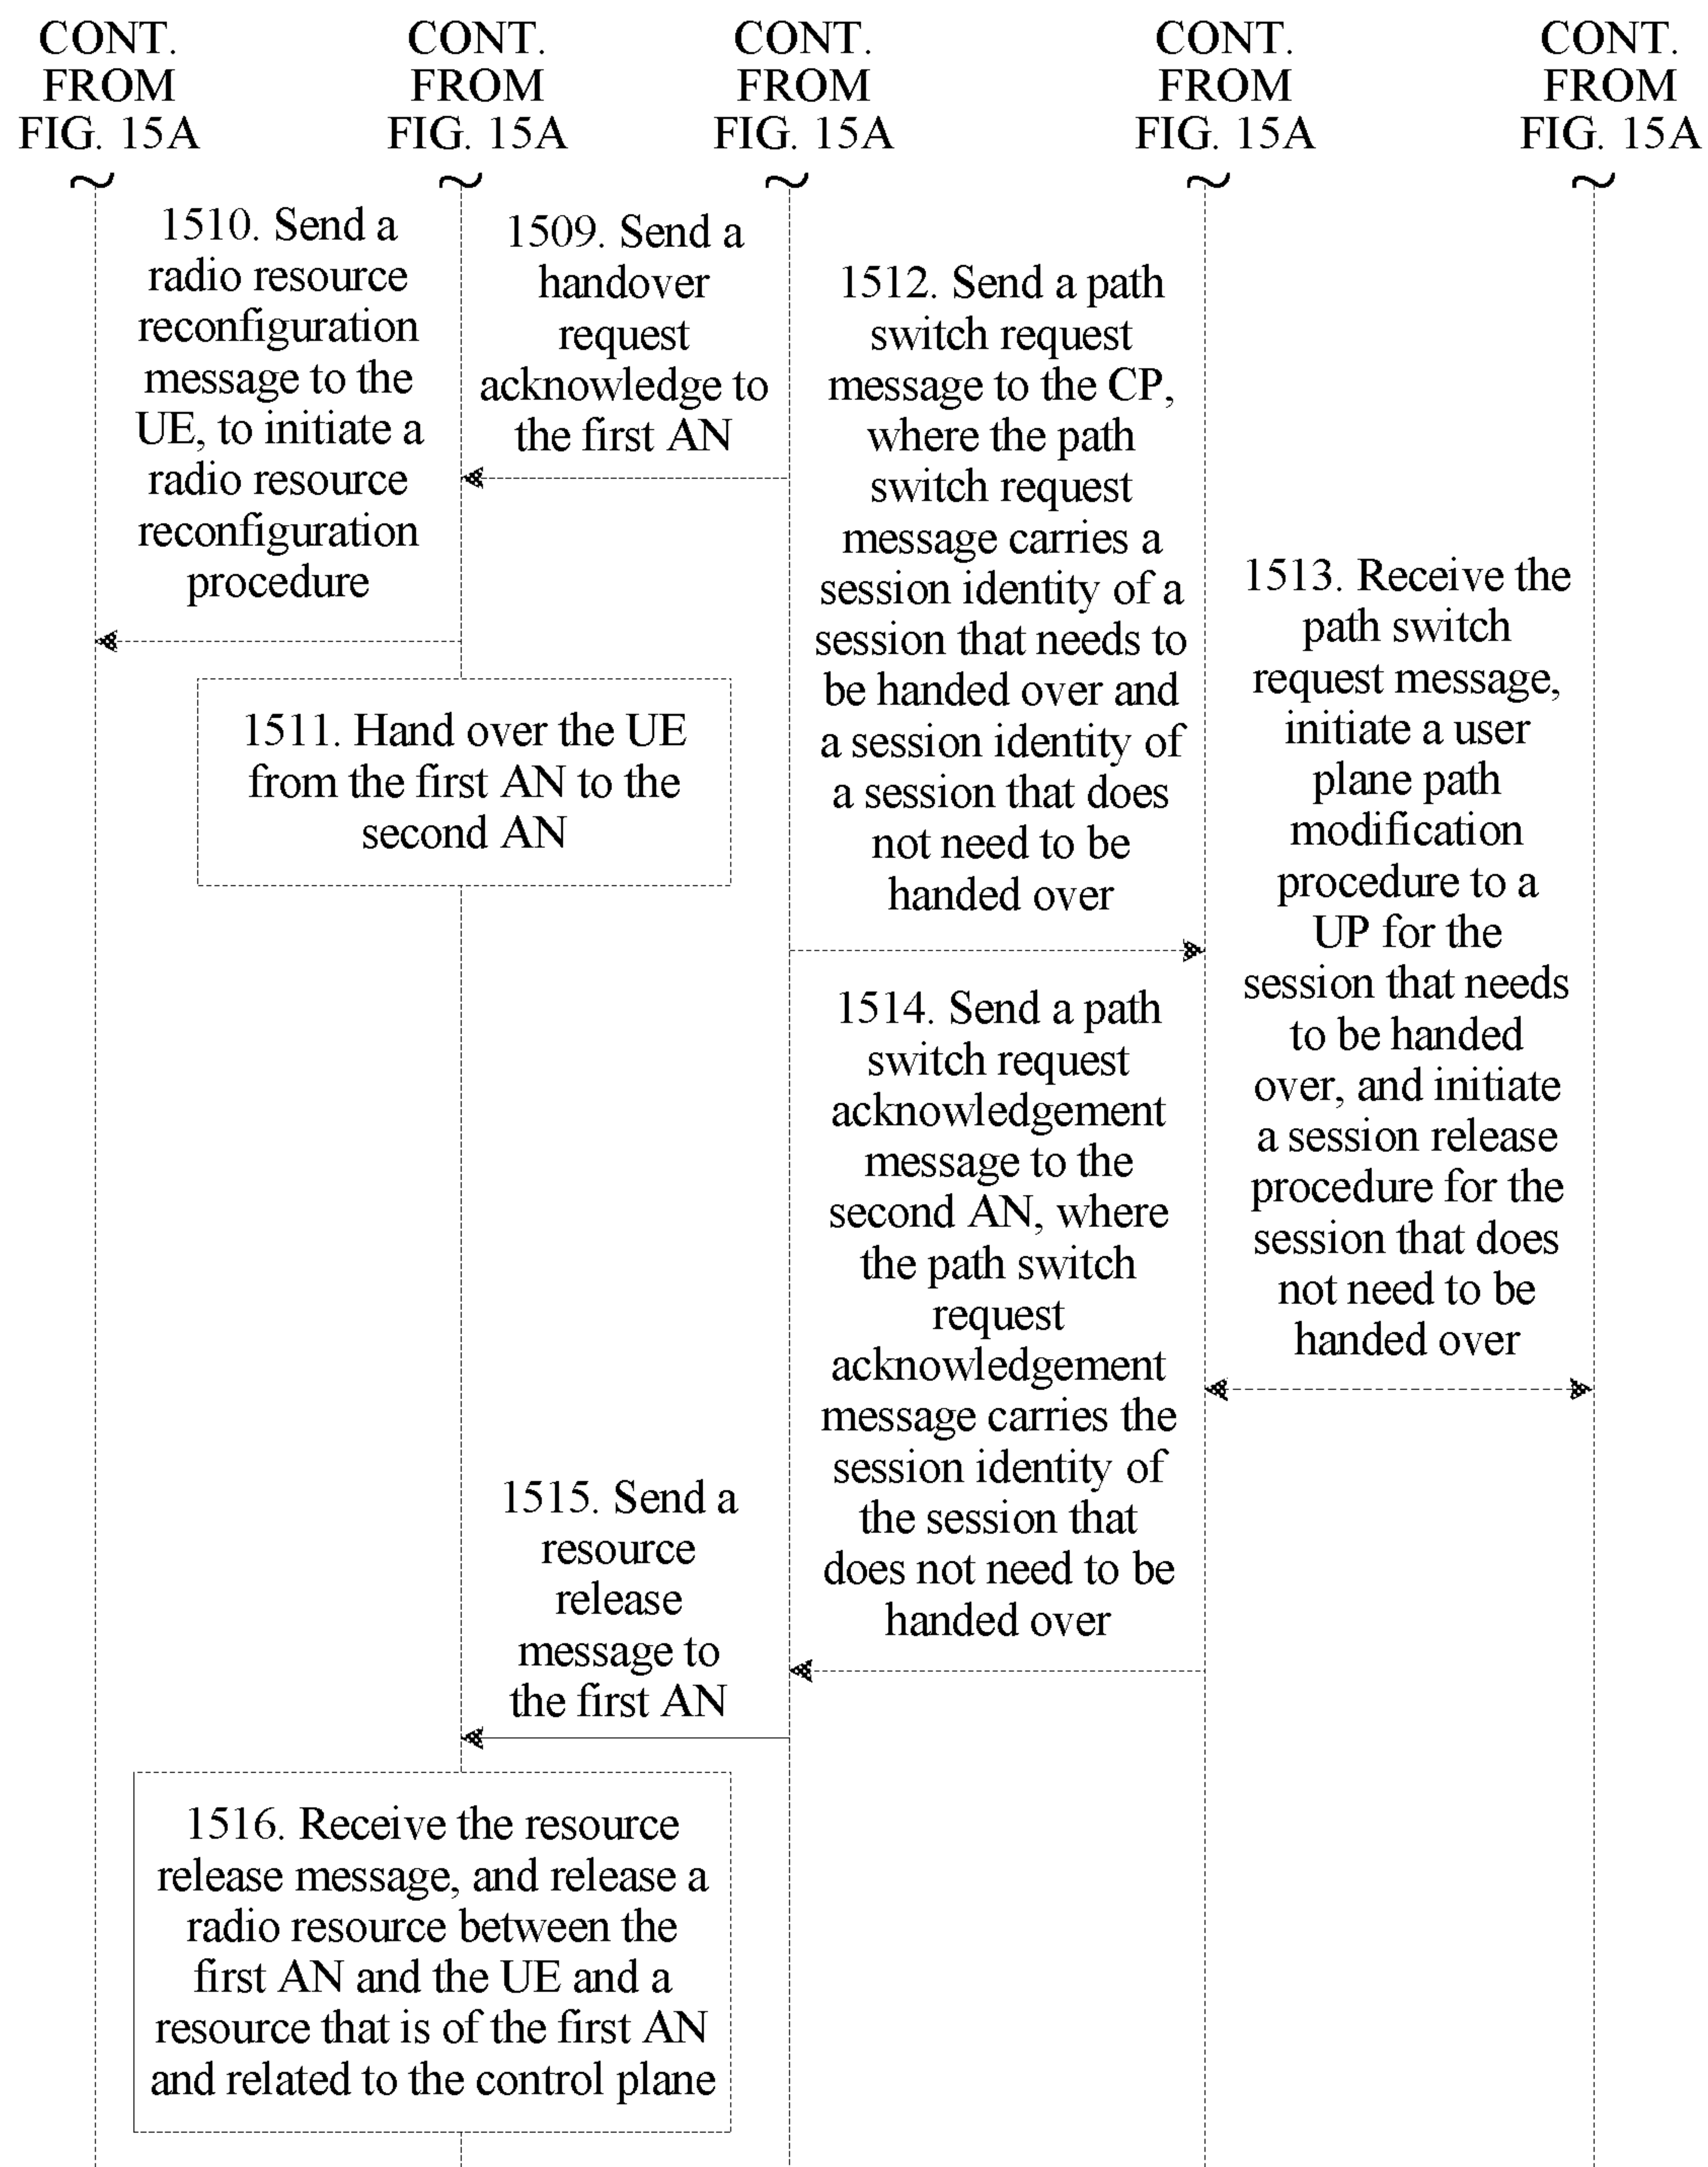 CONT.
FROM
FIG. 15A
CONT.
FROM
FIG. 15A
CONT.
FROM
FIG. 15A
CONT.
FROM
FIG. 15A
CONT.
FROM
FIG. 15A
1510. Send a
radio resource
reconfiguration
message to the
UE, to initiate a
radio resource
reconfiguration
procedure
1509. Send a
handover
request
acknowledge to
the first AN
1511. Hand over the UE
from the first AN to the
second AN
1512. Send a path
switch request
message to the CP,
where the path
switch request
message carries a
session identity of a
session that needs to
be handed over and
a session identity of
a session that does
not need to be
handed over
1513. Receive the
path switch
request message,
initiate a user
plane path
modification
procedure to a
UP for the
session that needs
to be handed
over, and initiate
a session release
procedure for the
session that does
not need to be
handed over
1514. Send a path
switch request
acknowledgement
message to the
second AN, where
the path switch
request
acknowledgement
message carries the
session identity of
the session that
does not need to be
handed over
1515. Send a
resource
release
message to
the first AN
1516. Receive the resource
release message, and release a
radio resource between the
first AN and the UE and a
resource that is of the first AN
and related to the control plane